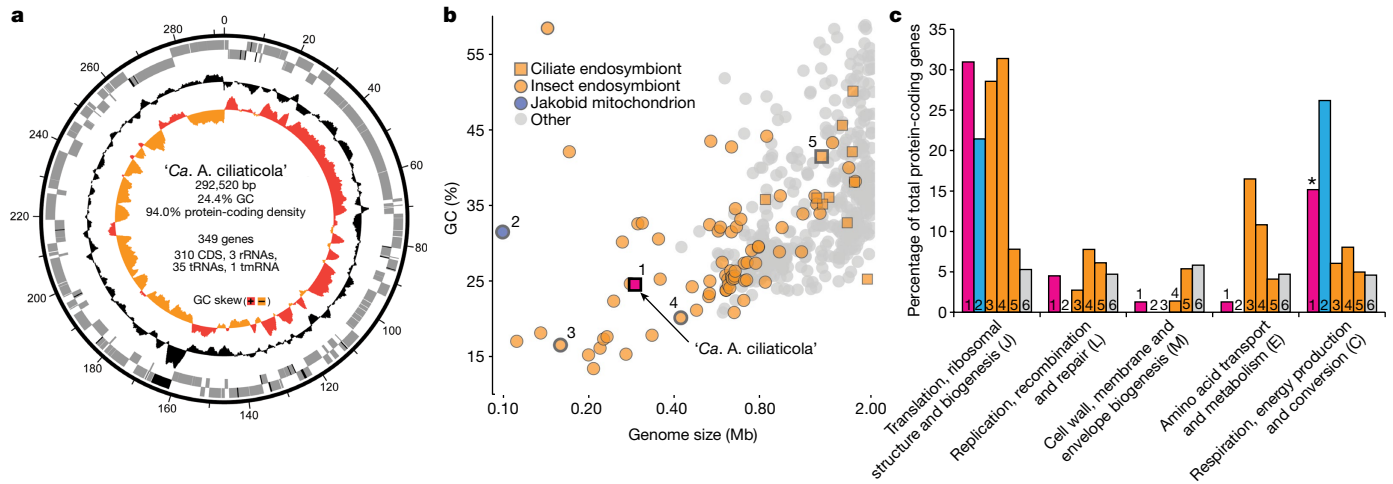 a
0
20
40
60
80
100
120
140
160
180
200
220
240
260
280
‘Ca. A. ciliaticola’
292,520 bp
24.4% GC
94.0% protein-coding density
349 genes
310 CDS, 3 rRNAs,
35 tRNAs, 1 tmRNA
GC skew (+ −)
b
GC (%)
55
45
35
25
15
Ciliate endosymbiont
Insect endosymbiont
Jakobid mitochondrion
Other
5
2
1
4
3
‘Ca. A. ciliaticola’
0.10
0.20
0.40
0.80
2.00
Genome size (Mb)
c
Percentage of total protein-coding genes
35
30
25
20
15
10
5
0
1 2 3 4 5 6
1 2 3 4 5 6
1 2 3 4 5 6
1 2 3 4 5 6
*
1 2 3 4 5 6
Translation, ribosomal
structure and biogenesis (J)
Replication, recombination
and repair (L)
Cell wall, membrane and
envelope biogenesis (M)
Amino acid transport
and metabolism (E)
Respiration, energy production
and conversion (C)